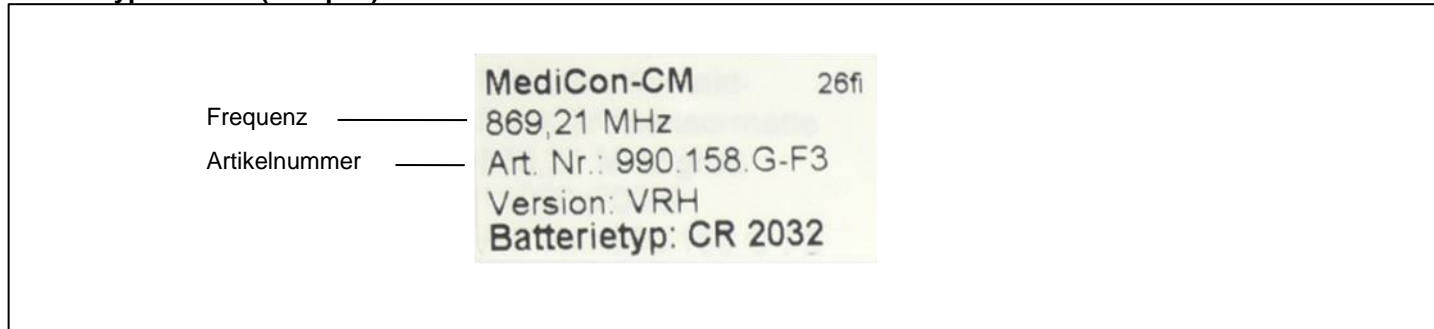 MediCon-CM 26fi
Frequenz 869,21 MHz
Artikelnummer Art. Nr.: 990.158.G-F3
Version: VRH
Batterietyp: CR 2032